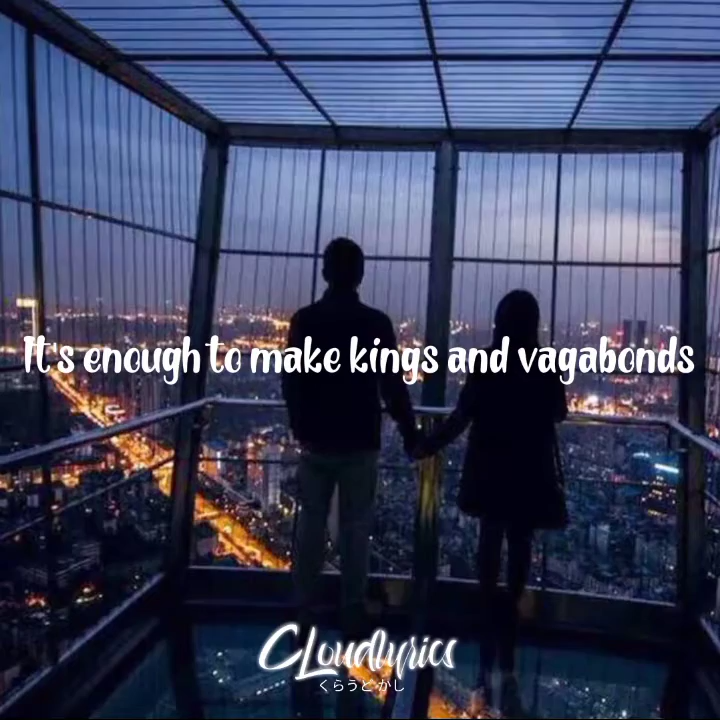 It's enough to make kings and vagabonds
CLoudlyrics
くらうど かし